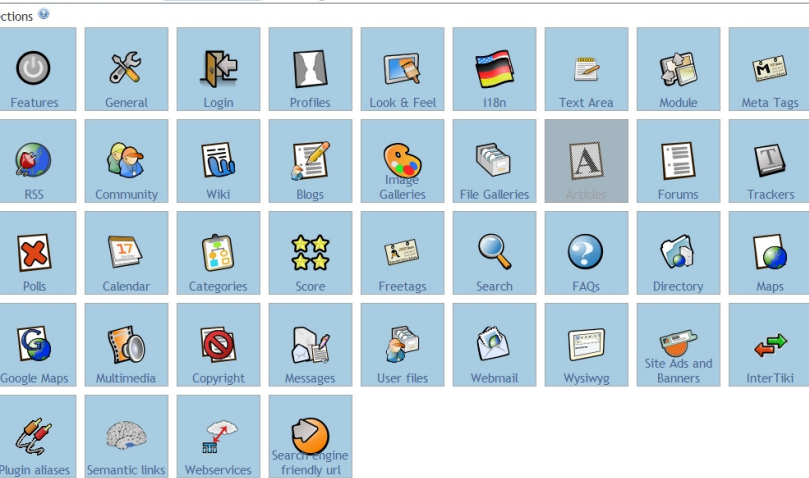 ections
Features General Login Profiles Look & Feel i18n Text Area Module Meta Tags
RSS Community Wiki Blogs Image Galleries File Galleries Articles Forums Trackers
17
Polls Calendar Categories Score Freetags Search FAQs Directory Maps
Google Maps Multimedia Copyright Messages User files Webmail Wysiwyg Site Ads and Banners InterTiki
Plugin aliases Semantic links Webservices Search engine friendly url